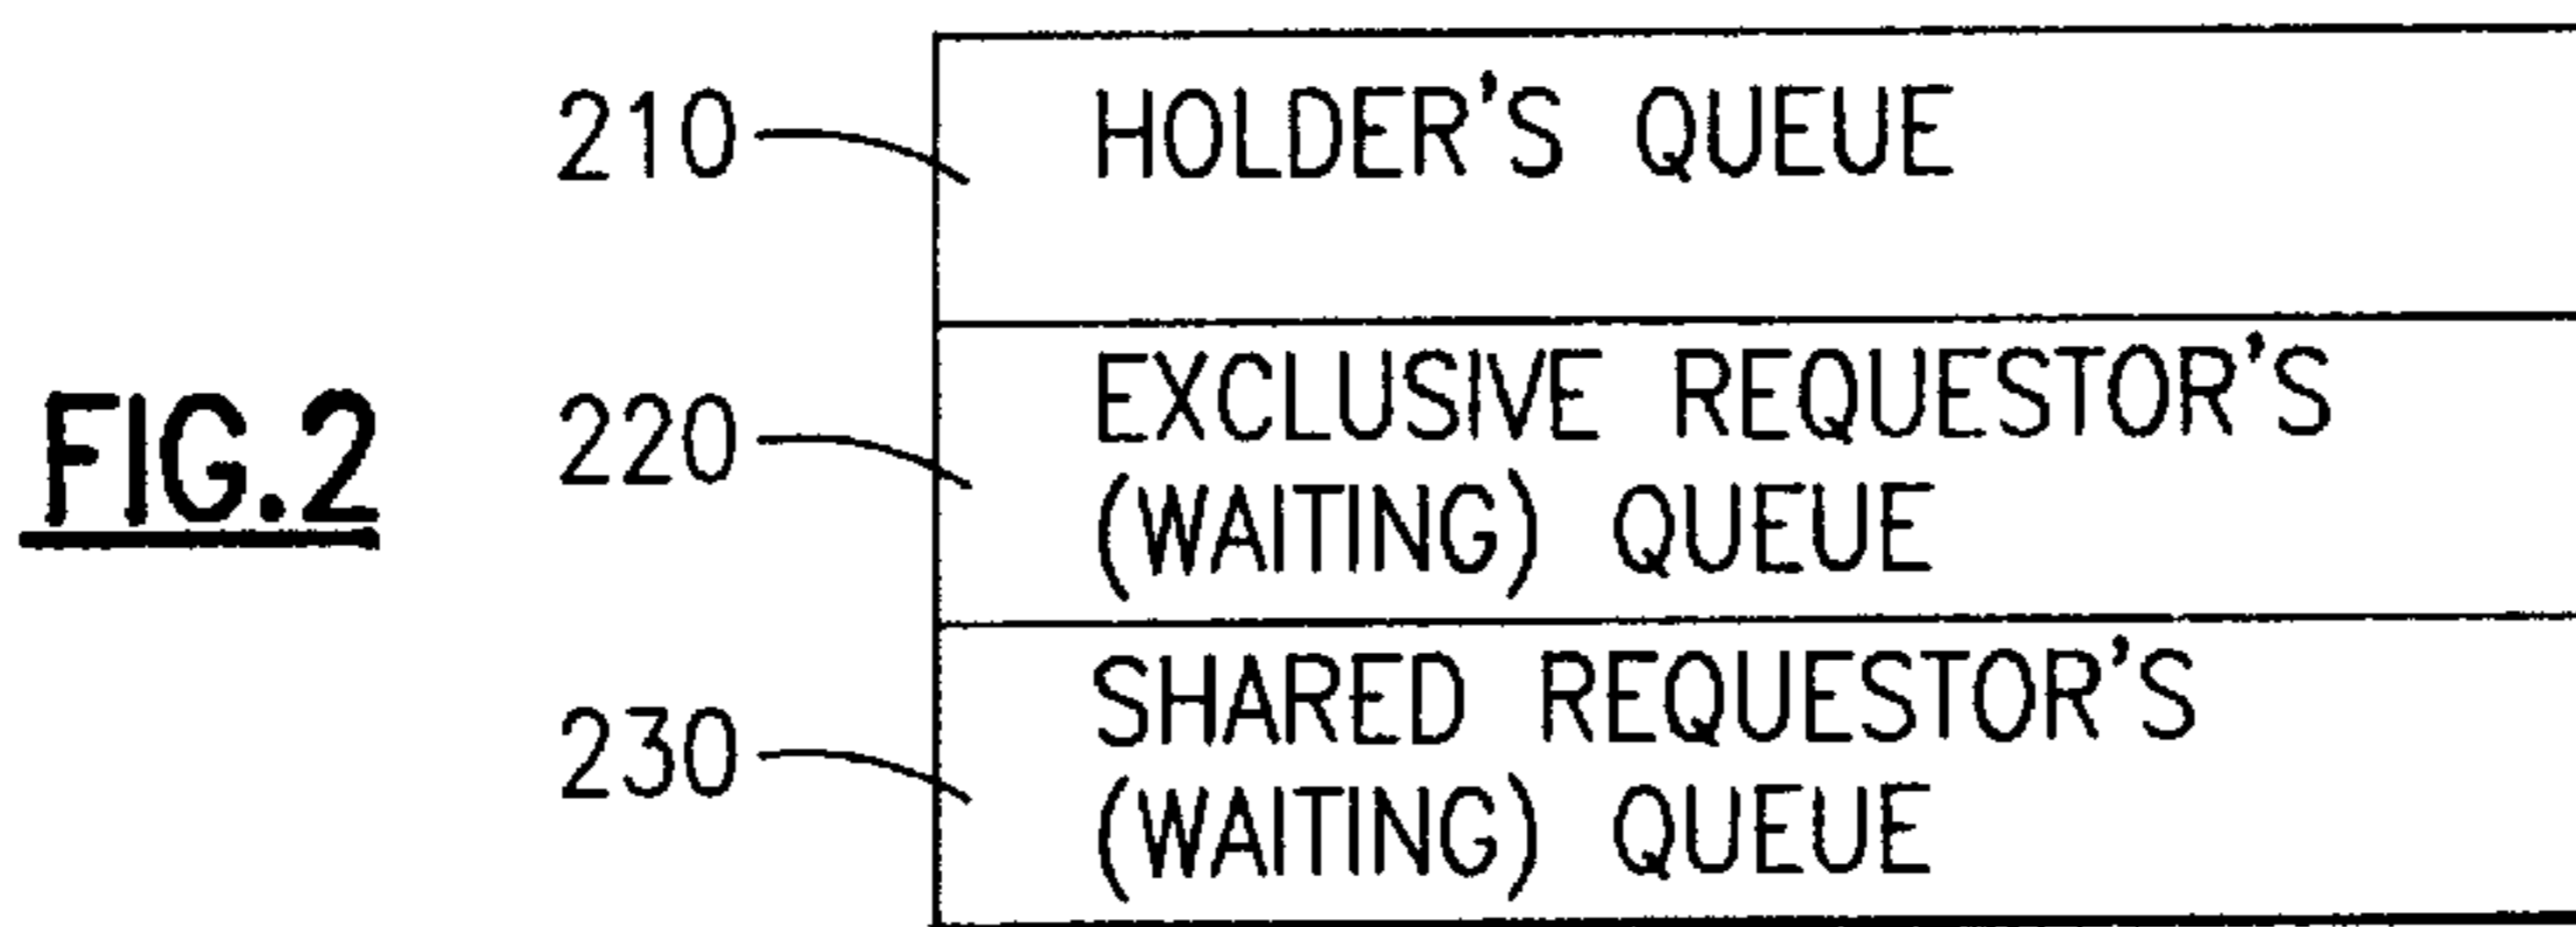 210 HOLDER'S QUEUE
FIG.2
220 EXCLUSIVE REQUESTOR'S
(WAITING) QUEUE
230 SHARED REQUESTOR'S
(WAITING) QUEUE